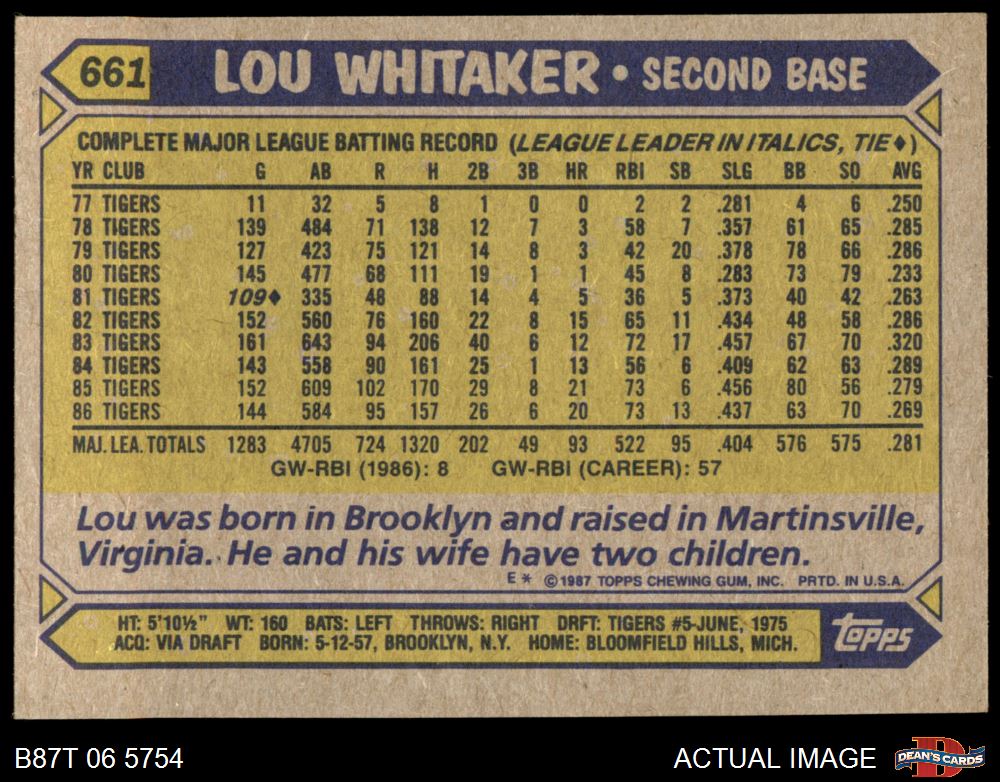 661 LOU WHITAKER • SECOND BASE
COMPLETE MAJOR LEAGUE BATTING RECORD (LEAGUE LEADER IN ITALICS, TIE♦)
YR CLUB G AB R H 2B 3B HR RBI SB SLG BB SO AVG
77 TIGERS 11 32 5 8 1 0 0 2 2 .281 4 6 .250
78 TIGERS 139 484 71 138 12 7 3 58 7 .357 61 65 .285
79 TIGERS 127 423 75 121 14 8 3 42 20 .378 78 66 .286
80 TIGERS 145 477 68 111 19 1 1 45 8 .283 73 79 .233
81 TIGERS 109♦ 335 48 88 14 4 5 36 5 .373 40 42 .263
82 TIGERS 152 560 76 160 22 8 15 65 11 .434 48 58 .286
83 TIGERS 161 643 94 206 40 6 12 72 17 .457 67 70 .320
84 TIGERS 143 558 90 161 25 1 13 56 6 .409 62 63 .289
85 TIGERS 152 609 102 170 29 8 21 73 6 .456 80 56 .279
86 TIGERS 144 584 95 157 26 6 20 73 13 .437 63 70 .269
MAJ. LEA. TOTALS 1283 4705 724 1320 202 49 93 522 95 .404 576 575 .281
GW-RBI (1986): 8 GW-RBI (CAREER): 57
Lou was born in Brooklyn and raised in Martinsville,
Virginia. He and his wife have two children.
E* ©1987 TOPPS CHEWING GUM, INC. PRTD. IN U.S.A.
HT: 5'10½" WT: 160 BATS: LEFT THROWS: RIGHT DRFT: TIGERS #5-JUNE, 1975
ACQ: VIA DRAFT BORN: 5-12-57, BROOKLYN, N.Y. HOME: BLOOMFIELD HILLS, MICH.
topps
B87T 06 5754 ACTUAL IMAGE D DEAN'S CARDS